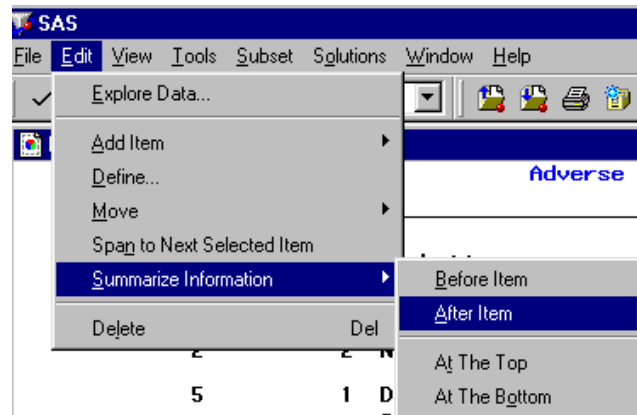 SAS
File Edit View Tools Subset Solutions Window Help
Explore Data...
Add Item
Adverse
Define...
Move
Span to Next Selected Item
Summarize Information
Before Item
After Item
Delete Del
At The Top
5 1 D
At The Bottom